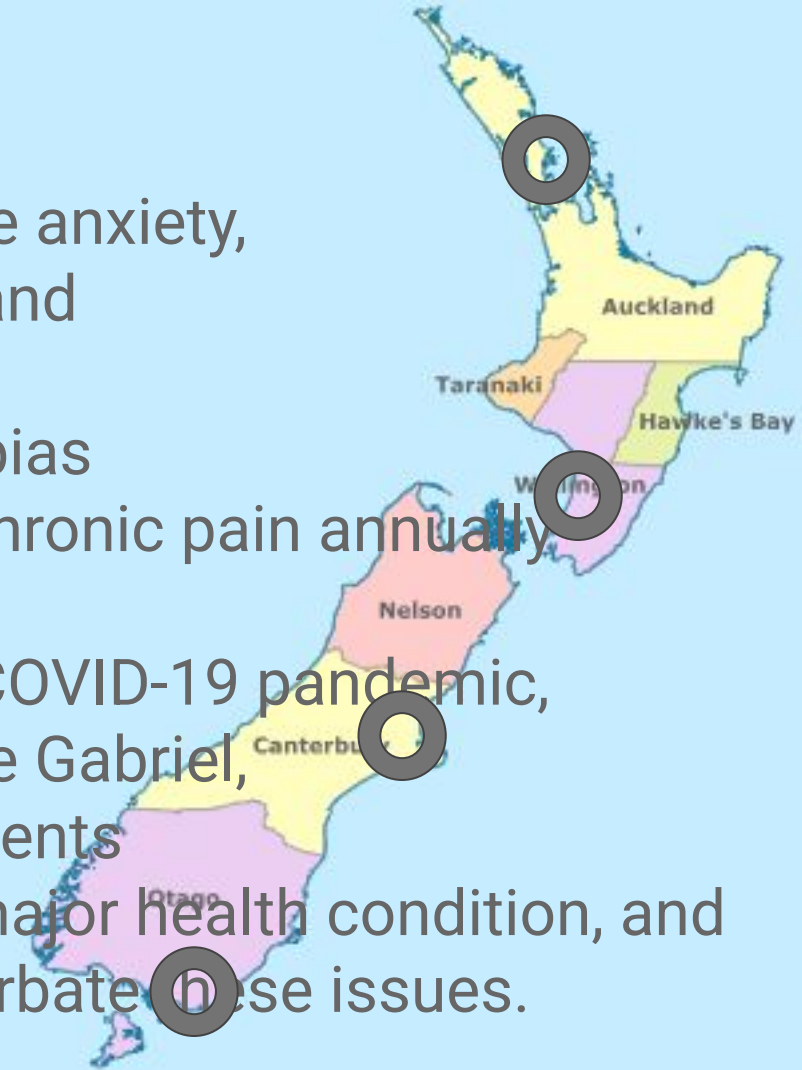 e anxiety,
and
Auckland
Taranaki
Hawke's Bay
bias
Wellington
hronic pain annually
Nelson
COVID-19 pandemic,
Canterbury
e Gabriel,
ents
Otago
major health condition, and
rbate these issues.